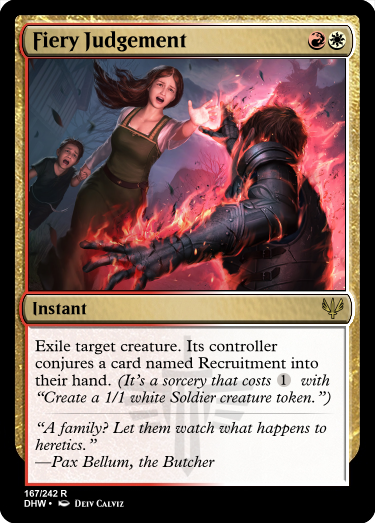 Fiery Judgement
Instant
Exile target creature. Its controller
conjures a card named Recruitment into
their hand. (It’s a sorcery that costs 1 with
“Create a 1/1 white Soldier creature token.”)
“A family? Let them watch what happens to
heretics.”
—Pax Bellum, the Butcher
167/242 R
DHW • Deiv Calviz